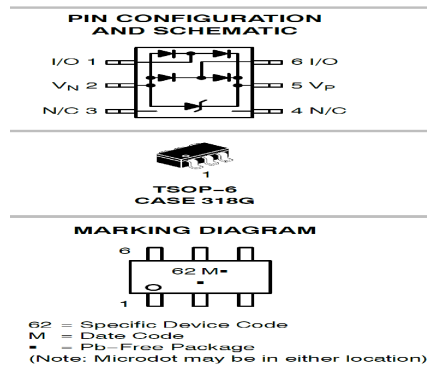 PIN CONFIGURATION
AND SCHEMATIC
I/O 1
6 I/O
VN 2
5 VP
N/C 3
4 N/C
1
TSOP-6
CASE 318G
MARKING DIAGRAM
6
62 M▪
▪
1
62 = Specific Device Code
M = Date Code
▪ = Pb-Free Package
(Note: Microdot may be in either location)